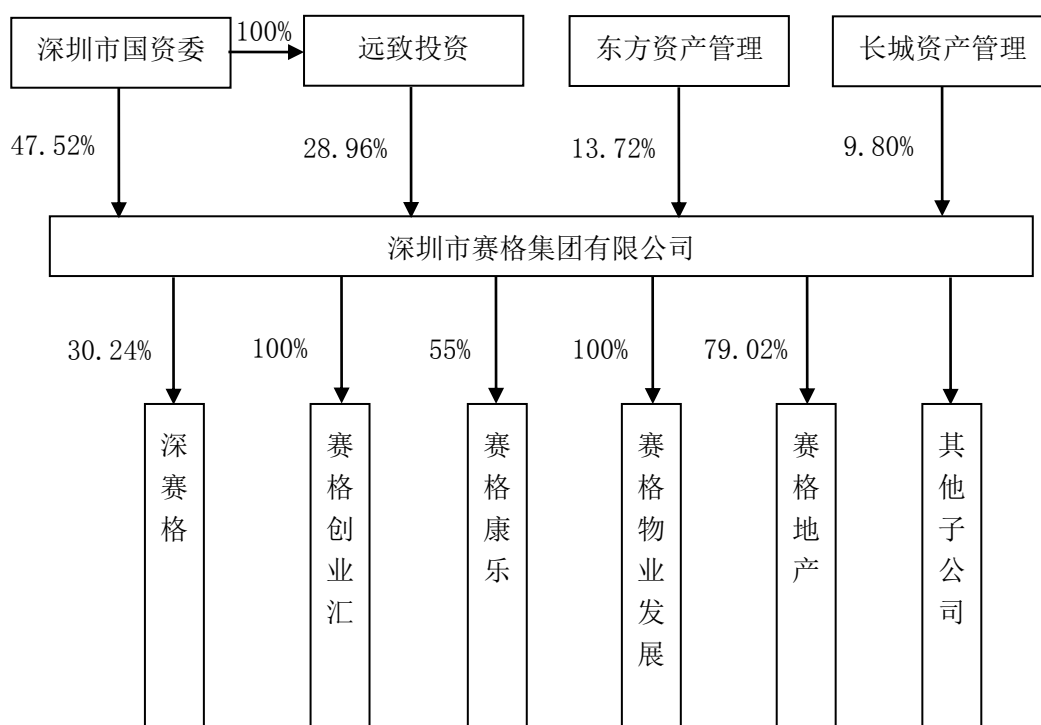 深圳市国资委
100%
远致投资
东方资产管理
长城资产管理
47.52%
28.96%
13.72%
9.80%
深圳市赛格集团有限公司
30.24%
100%
55%
100%
79.02%
深赛格
赛格创业汇
赛格康乐
赛格物业发展
赛格地产
其他子公司